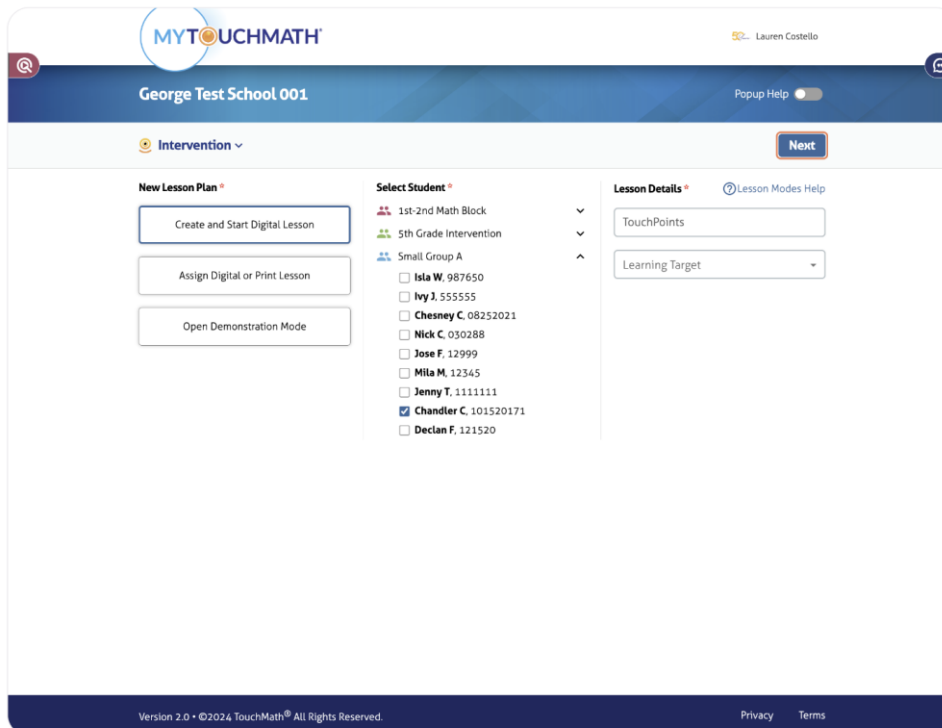 MYTOUCHMATH®
Lauren Costello
George Test School 001
Popup Help
Intervention
Next
New Lesson Plan *
Create and Start Digital Lesson
Assign Digital or Print Lesson
Open Demonstration Mode
Select Student *
1st-2nd Math Block
5th Grade Intervention
Small Group A
Isla W, 987650
Ivy J, 555555
Chesney C, 08252021
Nick C, 030288
Jose F, 12999
Mila M, 12345
Jenny T, 1111111
Chandler C, 101520171
Declan F, 121520
Lesson Details *
Lesson Modes Help
TouchPoints
Learning Target
Version 2.0 • ©2024 TouchMath® All Rights Reserved.
Privacy
Terms